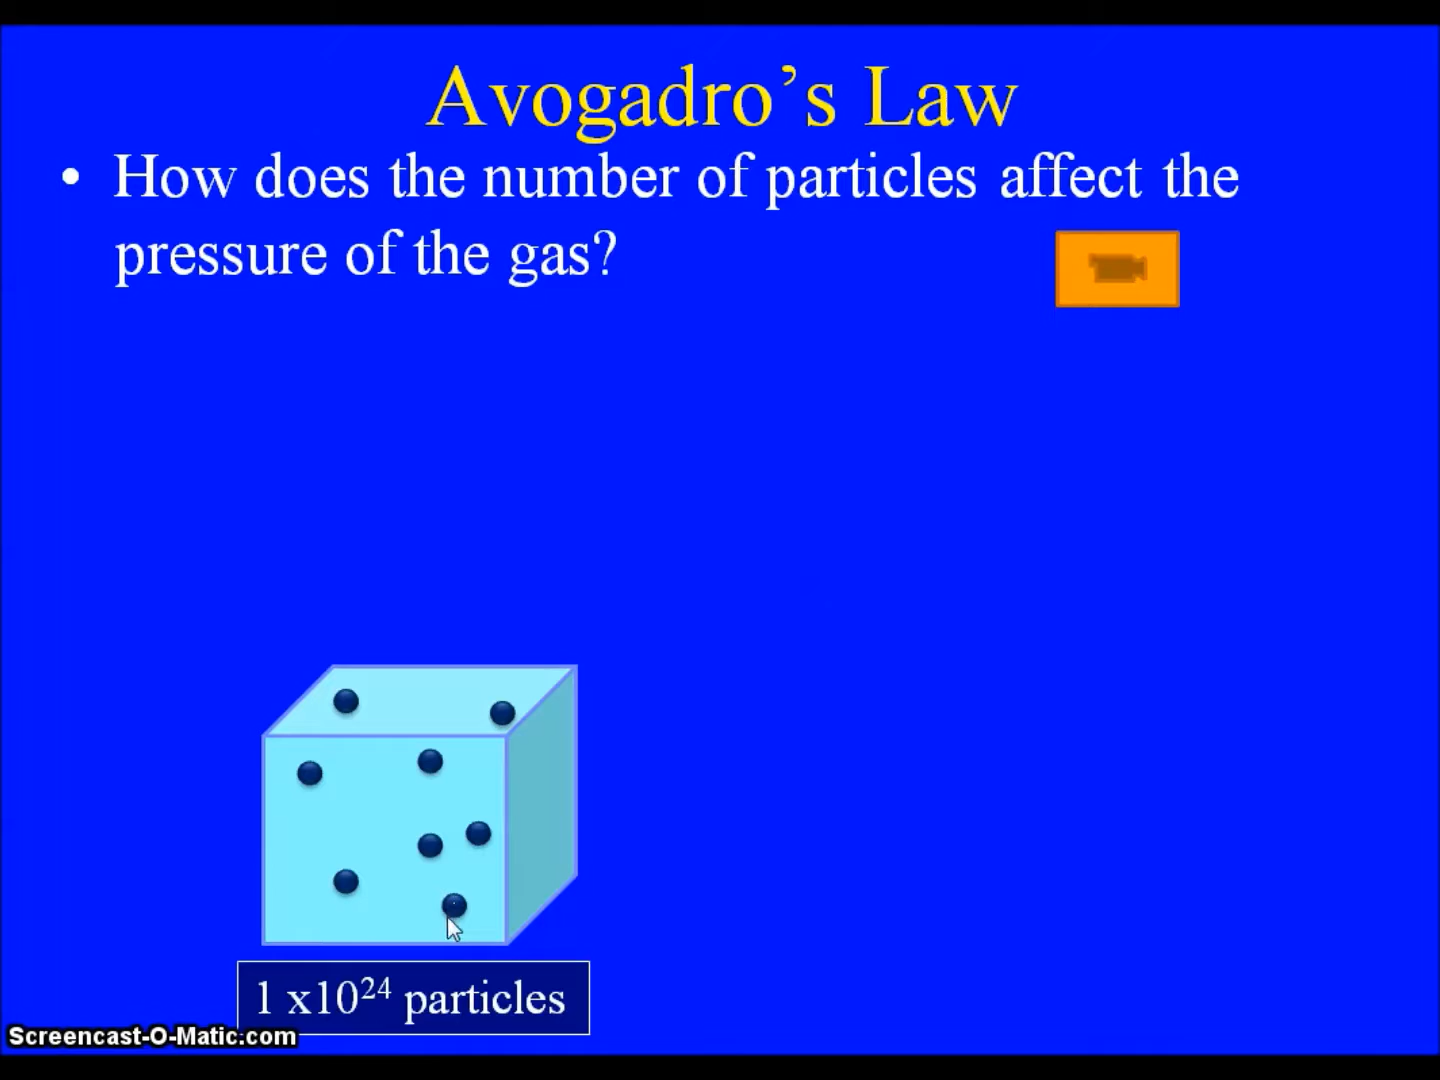 Avogadro’s Law
• How does the number of particles affect the
pressure of the gas?
1 x10²⁴ particles
Screencast-O-Matic.com